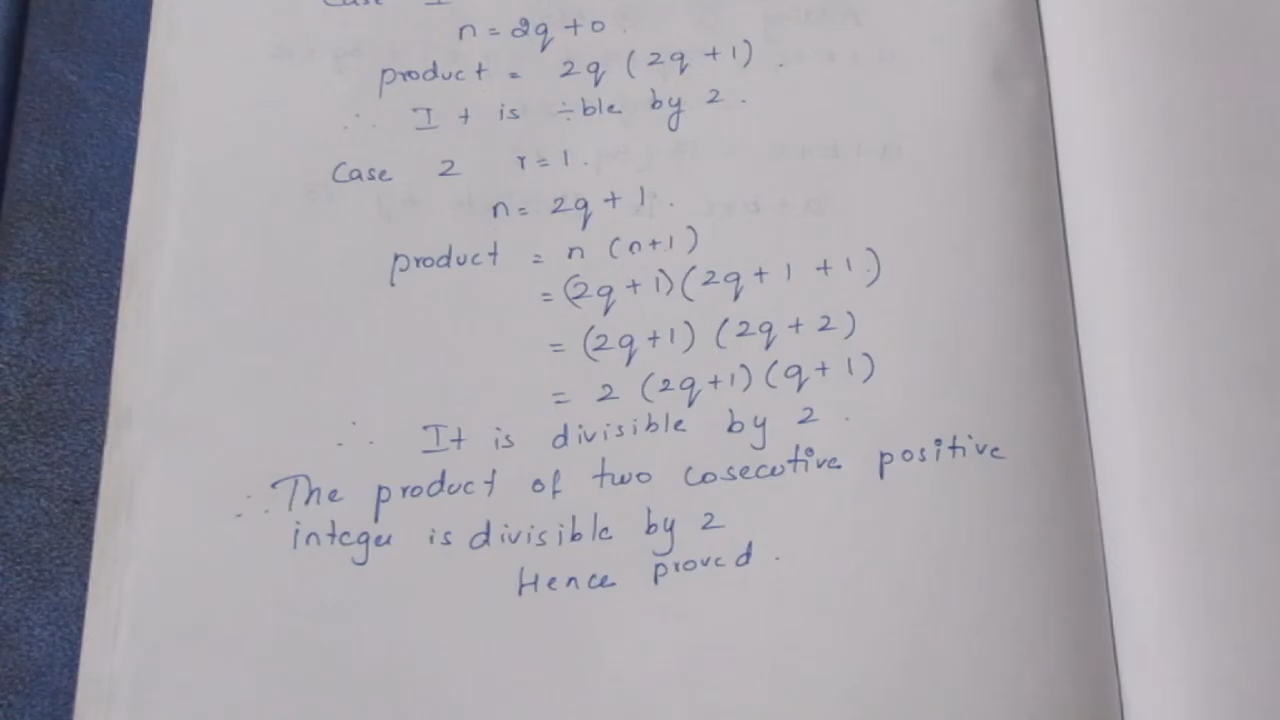 Case I
n = 2q + 0.
product = 2q (2q + 1).
∴ It is ÷ble by 2.
Case 2 r = 1.
n = 2q + 1.
product = n (n+1)
= (2q + 1)(2q + 1 + 1)
= (2q+1) (2q + 2)
= 2 (2q+1)(q + 1)
∴ It is divisible by 2.
∴ The product of two cosecutive positive
integer is divisible by 2
Hence proved.